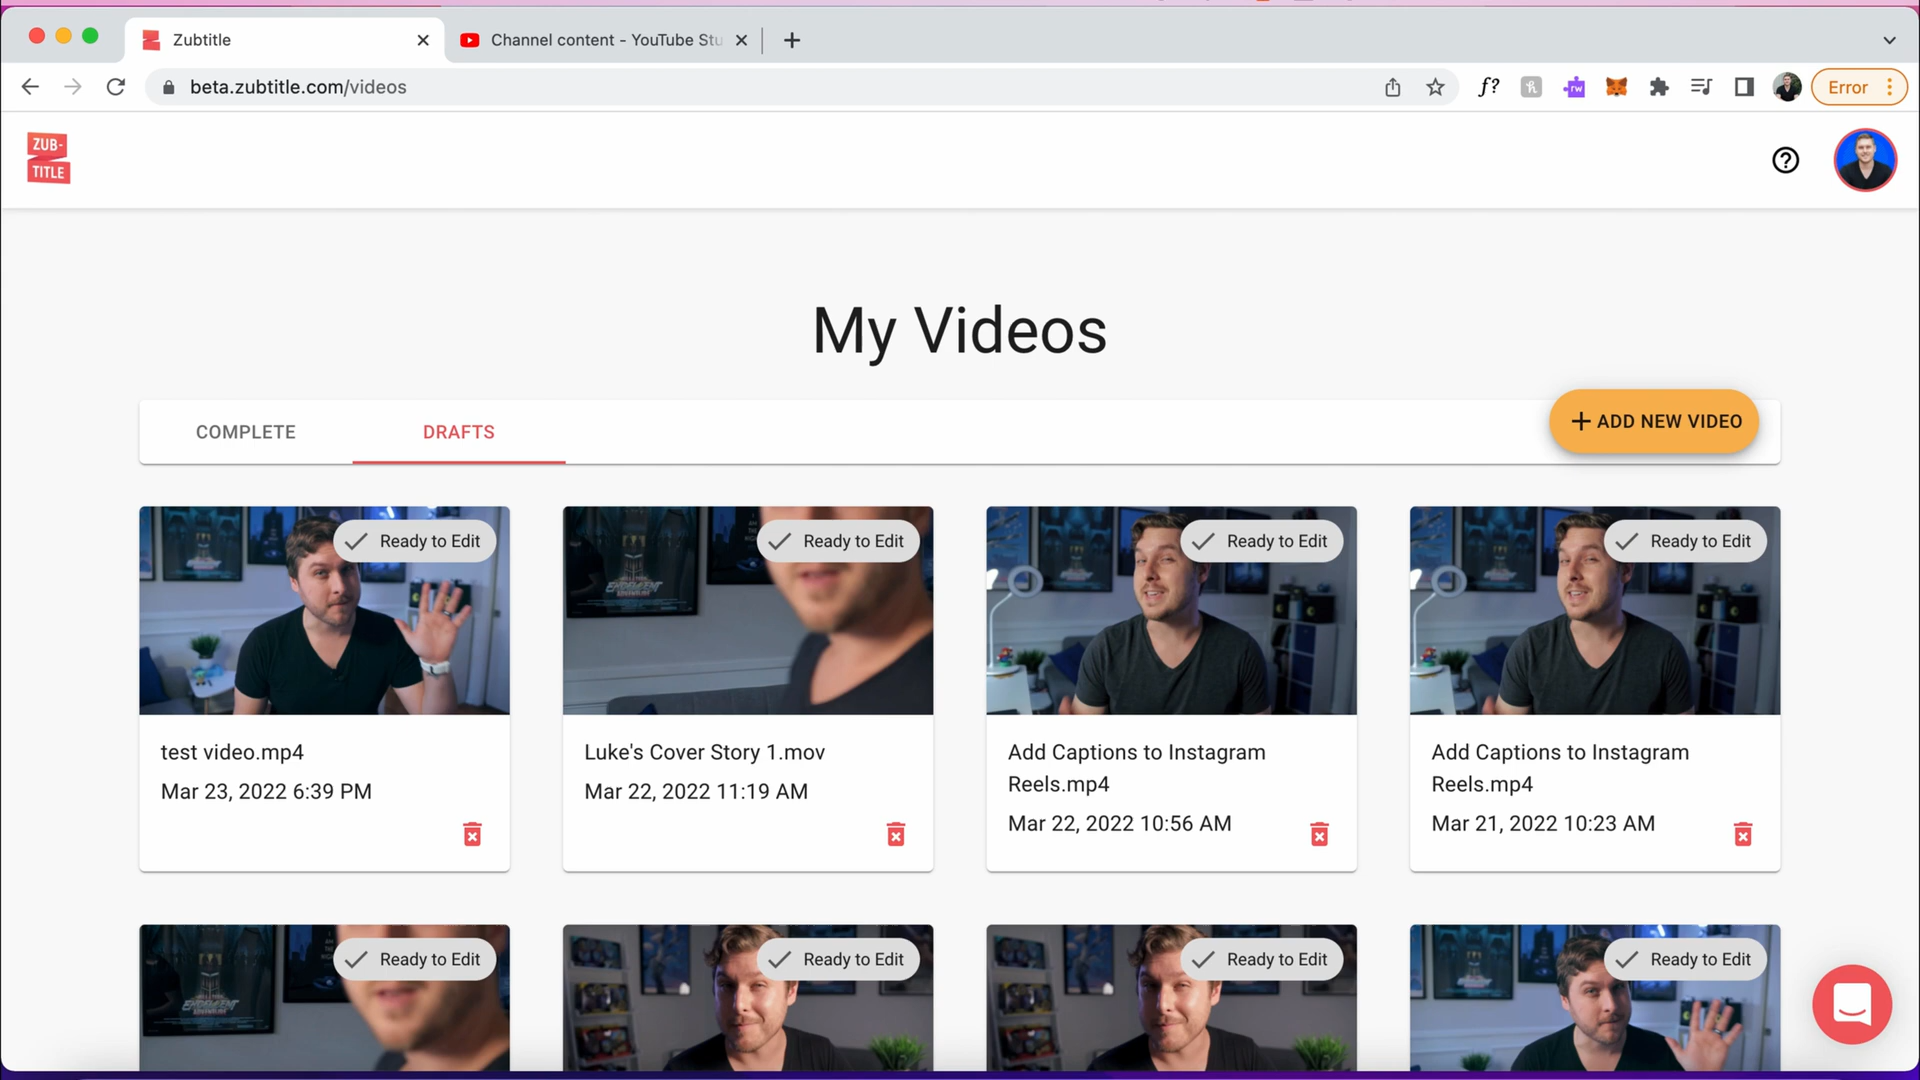 Zubtitle
Channel content - YouTube Stu
beta.zubtitle.com/videos
f?
rw
Error
ZUB-
TITLE
My Videos
COMPLETE
DRAFTS
ADD NEW VIDEO
Ready to Edit
Ready to Edit
Ready to Edit
Ready to Edit
test video.mp4
Mar 23, 2022 6:39 PM
Luke's Cover Story 1.mov
Mar 22, 2022 11:19 AM
Add Captions to Instagram
Reels.mp4
Mar 22, 2022 10:56 AM
Add Captions to Instagram
Reels.mp4
Mar 21, 2022 10:23 AM
Ready to Edit
Ready to Edit
Ready to Edit
Ready to Edit